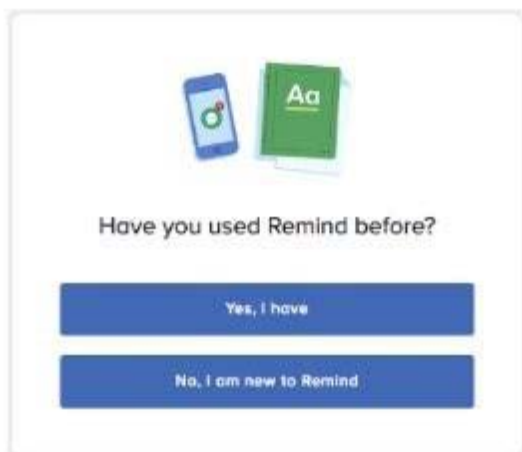 Aa
Have you used Remind before?
Yes, I have
No, I am new to Remind